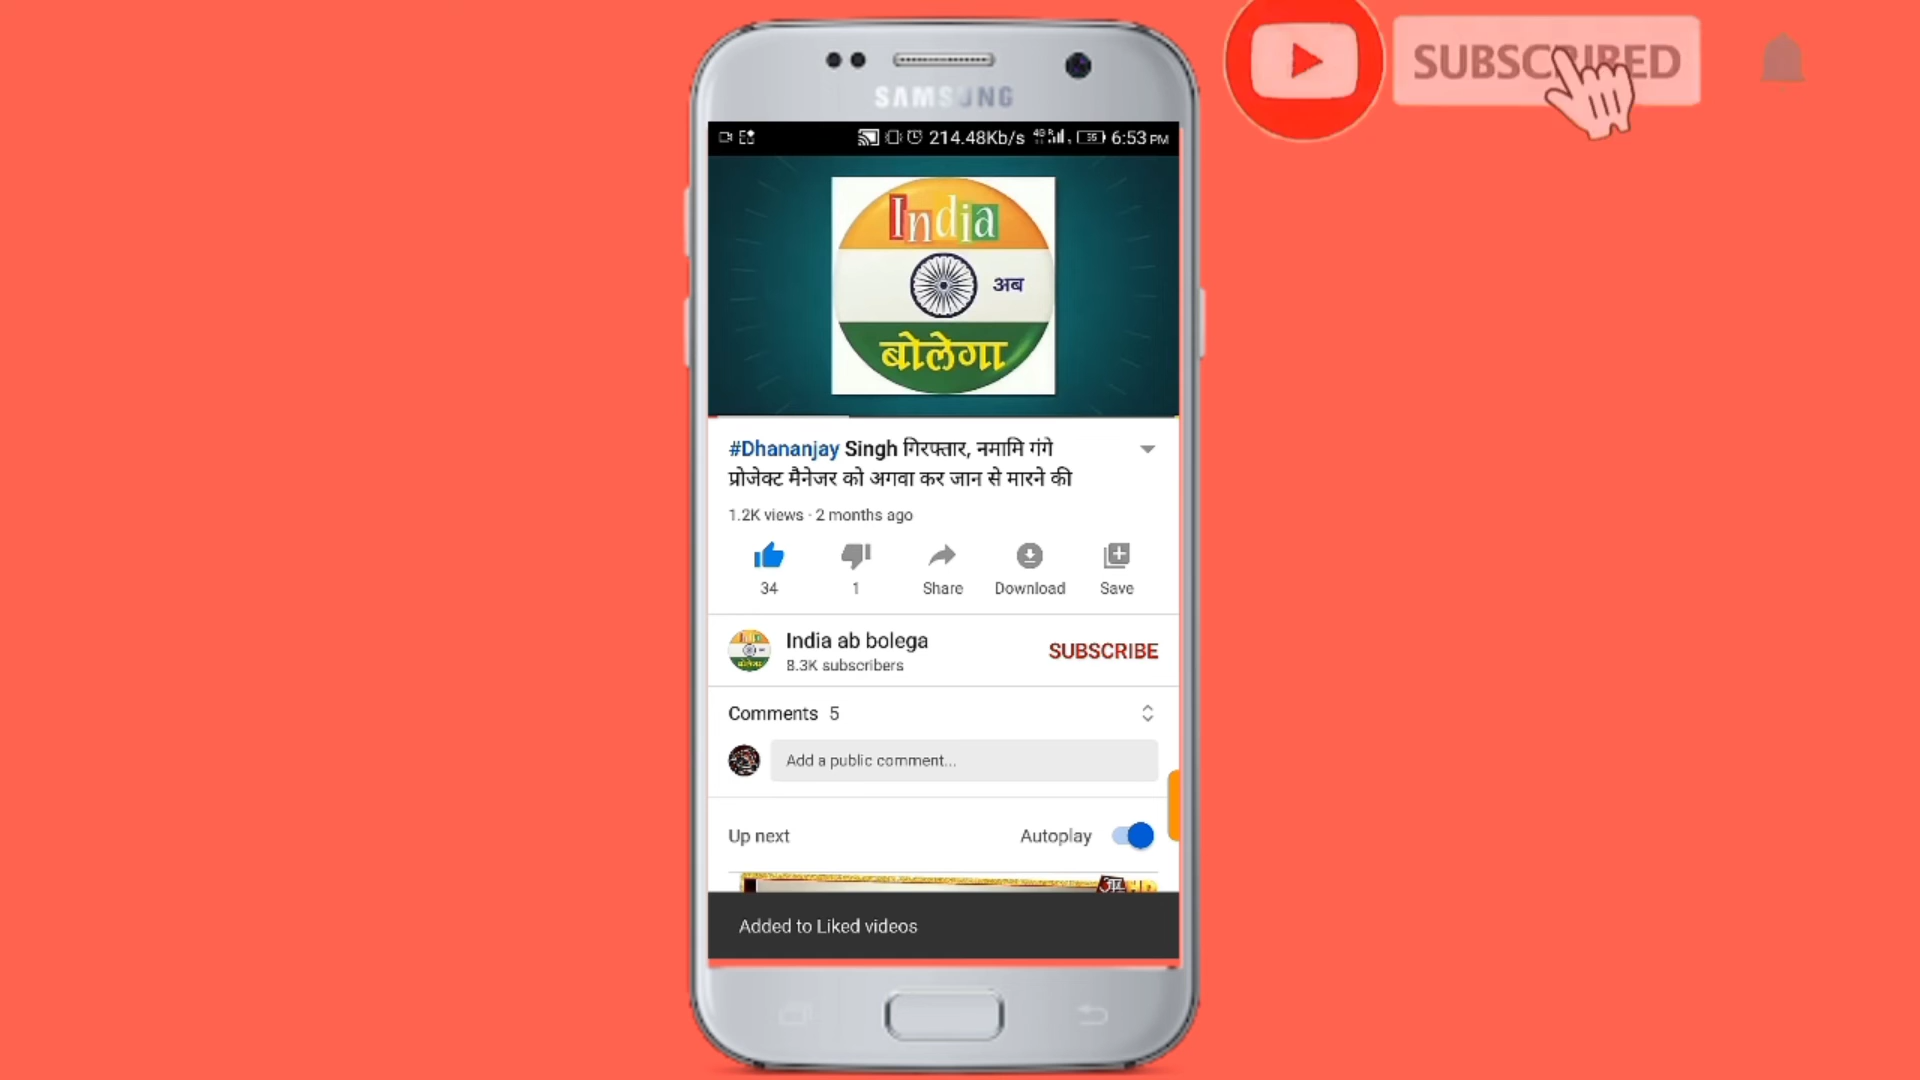 SUBSCRIBED
SAMSUNG
214.48Kb/s 4G R 35 6:53 PM
India
अब
बोलेगा
#Dhananjay Singh गिरफ्तार, नमामि गंगे
प्रोजेक्ट मैनेजर को अगवा कर जान से मारने की
1.2K views · 2 months ago
34 1 Share Download Save
India ab bolega SUBSCRIBE
8.3K subscribers
Comments 5
Add a public comment...
Up next Autoplay
Added to Liked videos